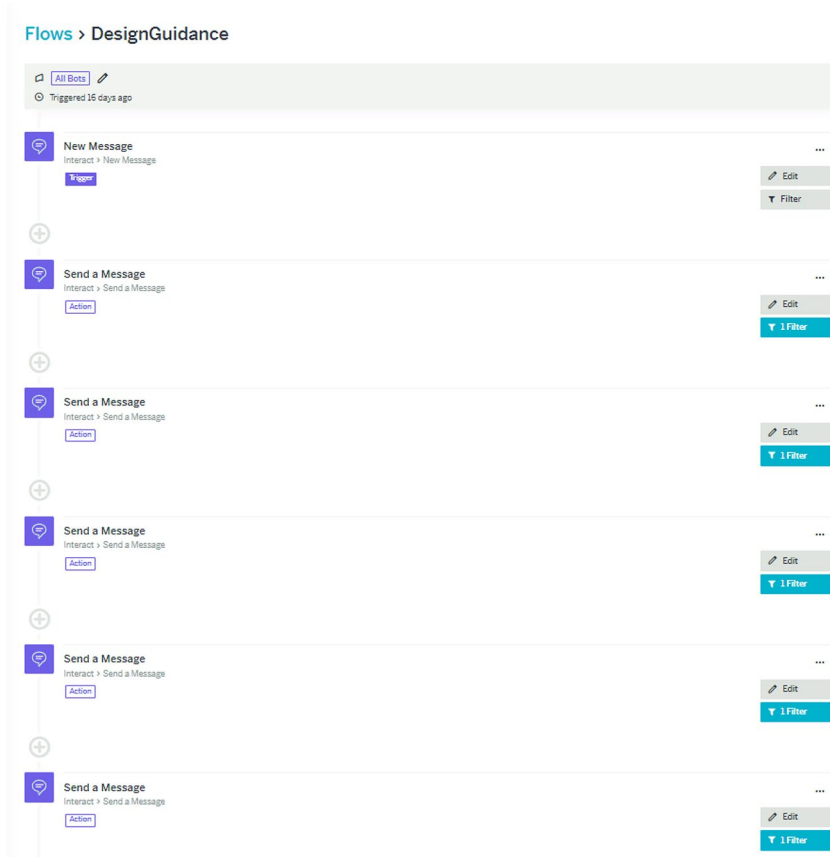 Flows > DesignGuidance
All Bots
Triggered 16 days ago
New Message
...
Interact > New Message
Trigger
Edit
Filter
Send a Message
...
Interact > Send a Message
Action
Edit
1 Filter
Send a Message
...
Interact > Send a Message
Action
Edit
1 Filter
Send a Message
...
Interact > Send a Message
Action
Edit
1 Filter
Send a Message
...
Interact > Send a Message
Action
Edit
1 Filter
Send a Message
...
Interact > Send a Message
Action
Edit
1 Filter